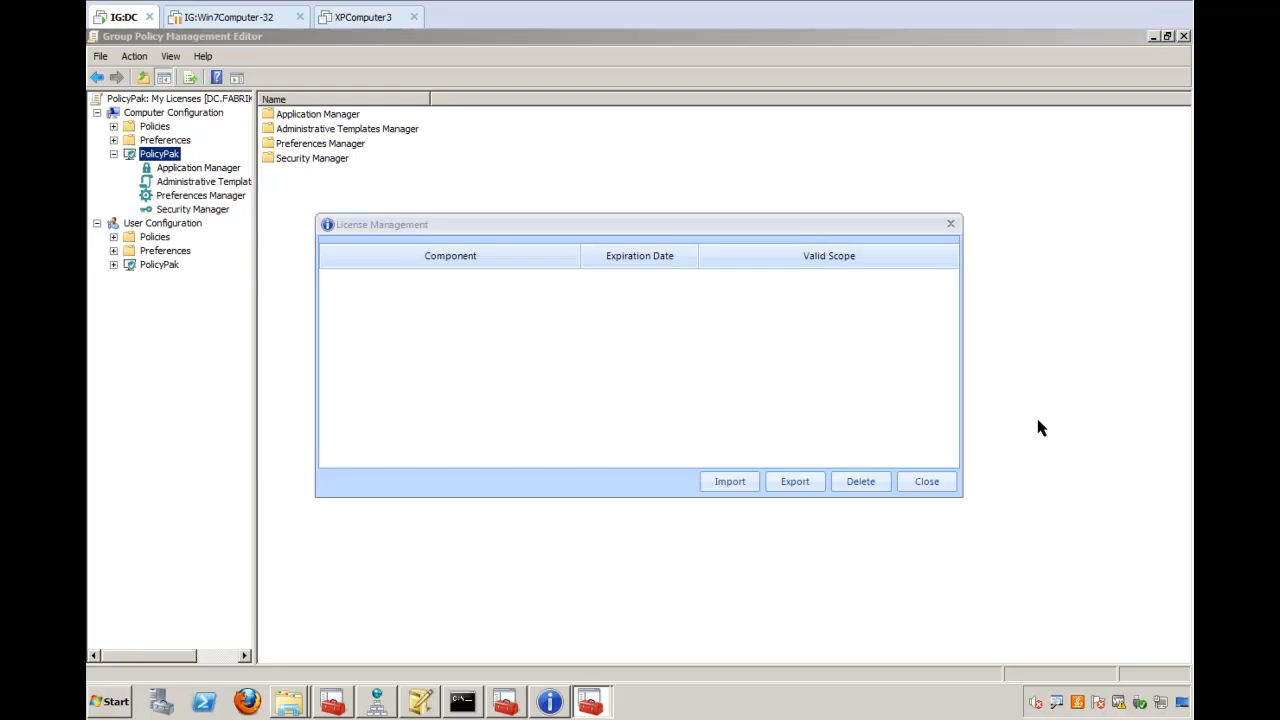 IG:DC
IG:Win7Computer-32
XPComputer3
Group Policy Management Editor
File Action View Help
PolicyPak: My Licenses [DC.FABRIK
Computer Configuration
Policies
Preferences
PolicyPak
Application Manager
Administrative Templat
Preferences Manager
Security Manager
User Configuration
Policies
Preferences
PolicyPak
Name
Application Manager
Administrative Templates Manager
Preferences Manager
Security Manager
License Management
Component Expiration Date Valid Scope
Import Export Delete Close
Start